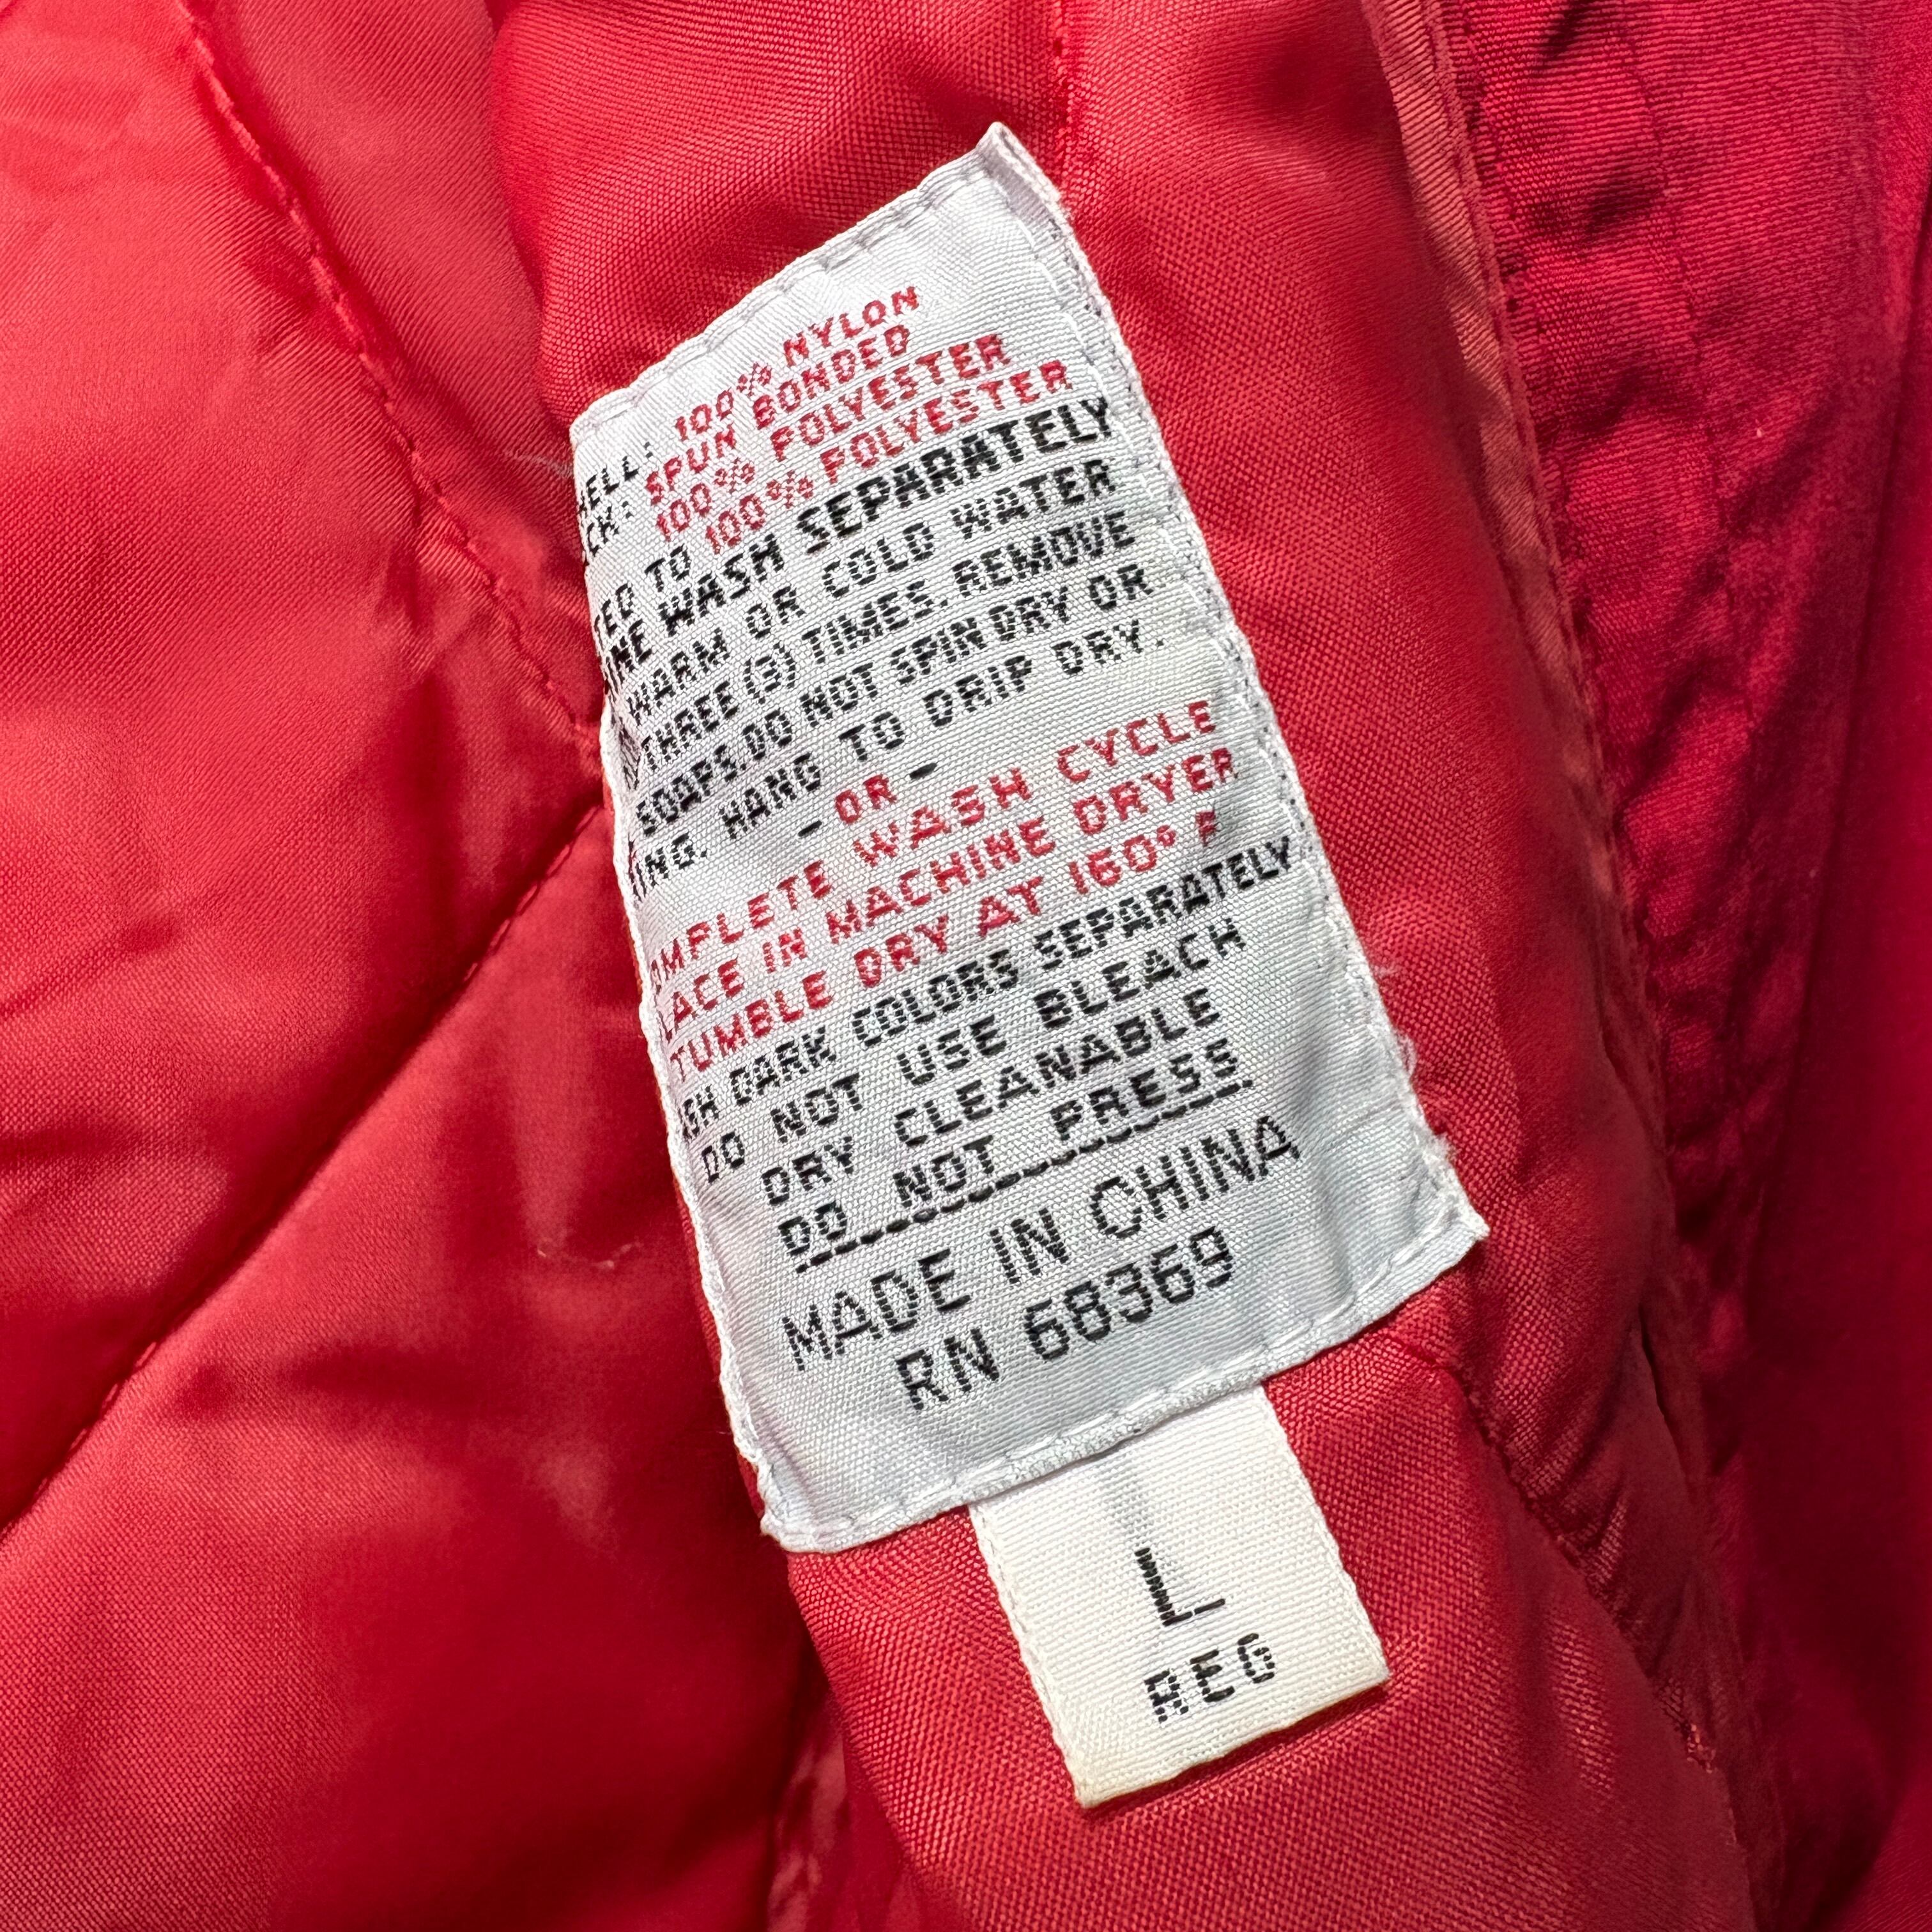 100% NYLON
SPUN BONDED
100% POLYESTER
100% POLYESTER
TO
WASH SEPARATELY
WARM OR COLD WATER
THREE (3) TIMES. REMOVE
SOAPS. DO NOT SPIN DRY OR
HANG TO DRIP DRY.
- OR -
WASH CYCLE
IN MACHINE DRYER
TUMBLE DRY AT 160° F
DARK COLORS SEPARATELY
DO NOT USE BLEACH
DRY CLEANABLE
DO NOT PRESS
MADE IN CHINA
RN 68369
L
REG